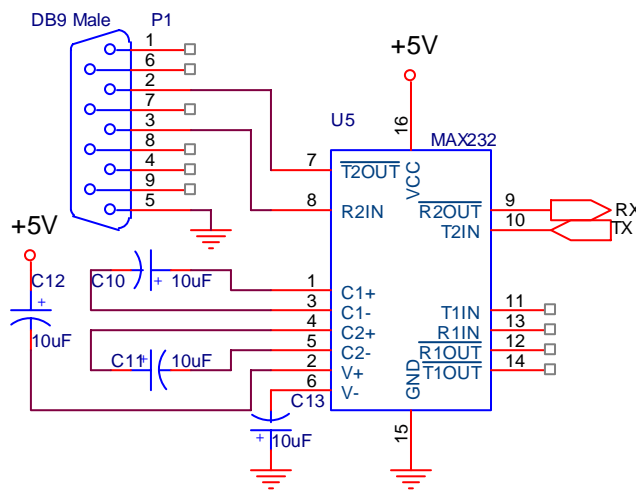 DB9 Male P1
1
6
2
7
3
8
4
9
5
+5V
U5
MAX232
16
VCC
7 T2OUT
8 R2IN
R2OUT 9 RX
T2IN 10 TX
+5V
C12
+
10uF
C10 + 10uF
C11 + 10uF
1 C1+
3 C1-
4 C2+
5 C2-
2 V+
6 V-
T1IN 11
R1IN 13
R1OUT 12
T1OUT 14
GND
15
C13
+ 10uF